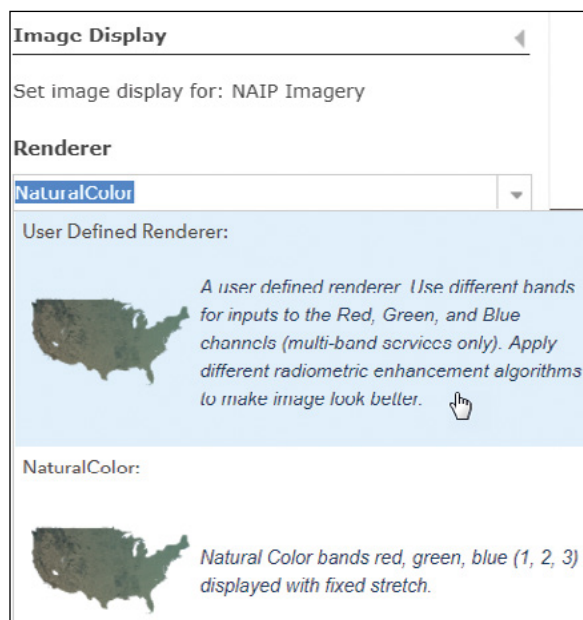 Image Display
Set image display for: NAIP Imagery
Renderer
NaturalColor
User Defined Renderer:
A user defined renderer. Use different bands
for inputs to the Red, Green, and Blue
channels (multi-band services only). Apply
different radiometric enhancement algorithms
to make image look better.
NaturalColor:
Natural Color bands red, green, blue (1, 2, 3)
displayed with fixed stretch.